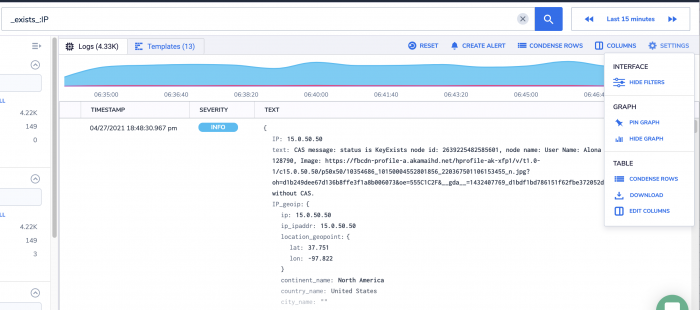 _exists_:IP
Last 15 minutes
Logs (4.33K)
Templates (13)
RESET
CREATE ALERT
CONDENSE ROWS
COLUMNS
SETTINGS
INTERFACE
HIDE FILTERS
GRAPH
PIN GRAPH
HIDE GRAPH
TABLE
CONDENSE ROWS
DOWNLOAD
EDIT COLUMNS
06:35:00 06:36:40 06:38:20 06:40:00 06:41:40 06:43:20 06:45:00
4.22K
149
0
4.22K
149
3
TIMESTAMP SEVERITY TEXT
04/27/2021 18:48:30.967 pm INFO {
IP: 15.0.50.50
text: CAS message: status is KeyExists node id: 2639225482585601, node name: User Name: Alona
128790, Image: https://fbcdn-profile-a.akamaihd.net/hprofile-ak-xfp1/v/t1.0-
1/c15.0.50.50/p50x50/10354686_10150004552801856_220367501106153455_n.jpg?
oh=d1b249dee67d136b8ffe3f1a8b006073&oe=555C1C2F&__gda__=1432407769_d1bdf1bd786151f62fbe372052d
without CAS.
IP_geoip: {
ip: 15.0.50.50
ip_ipaddr: 15.0.50.50
location_geopoint: {
lat: 37.751
lon: -97.822
}
continent_name: North America
country_name: United States
city_name: ""